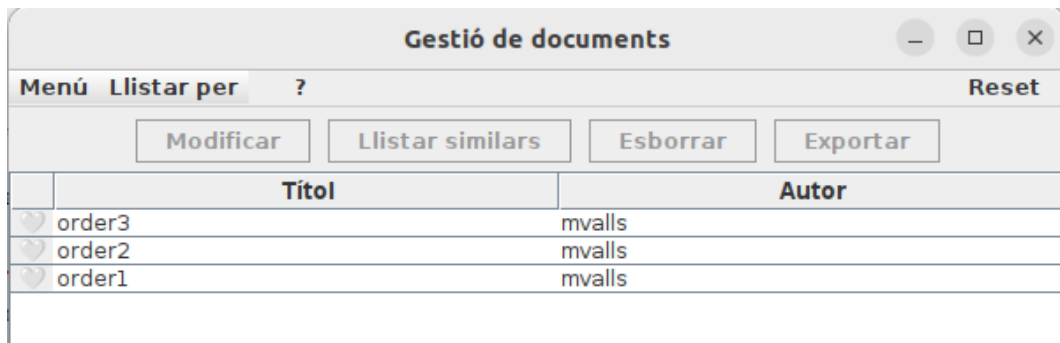 Gestió de documents
Menú Llistar per ? Reset
Modificar Llistar similars Esborrar Exportar
Títol Autor
order3 mvalls
order2 mvalls
order1 mvalls